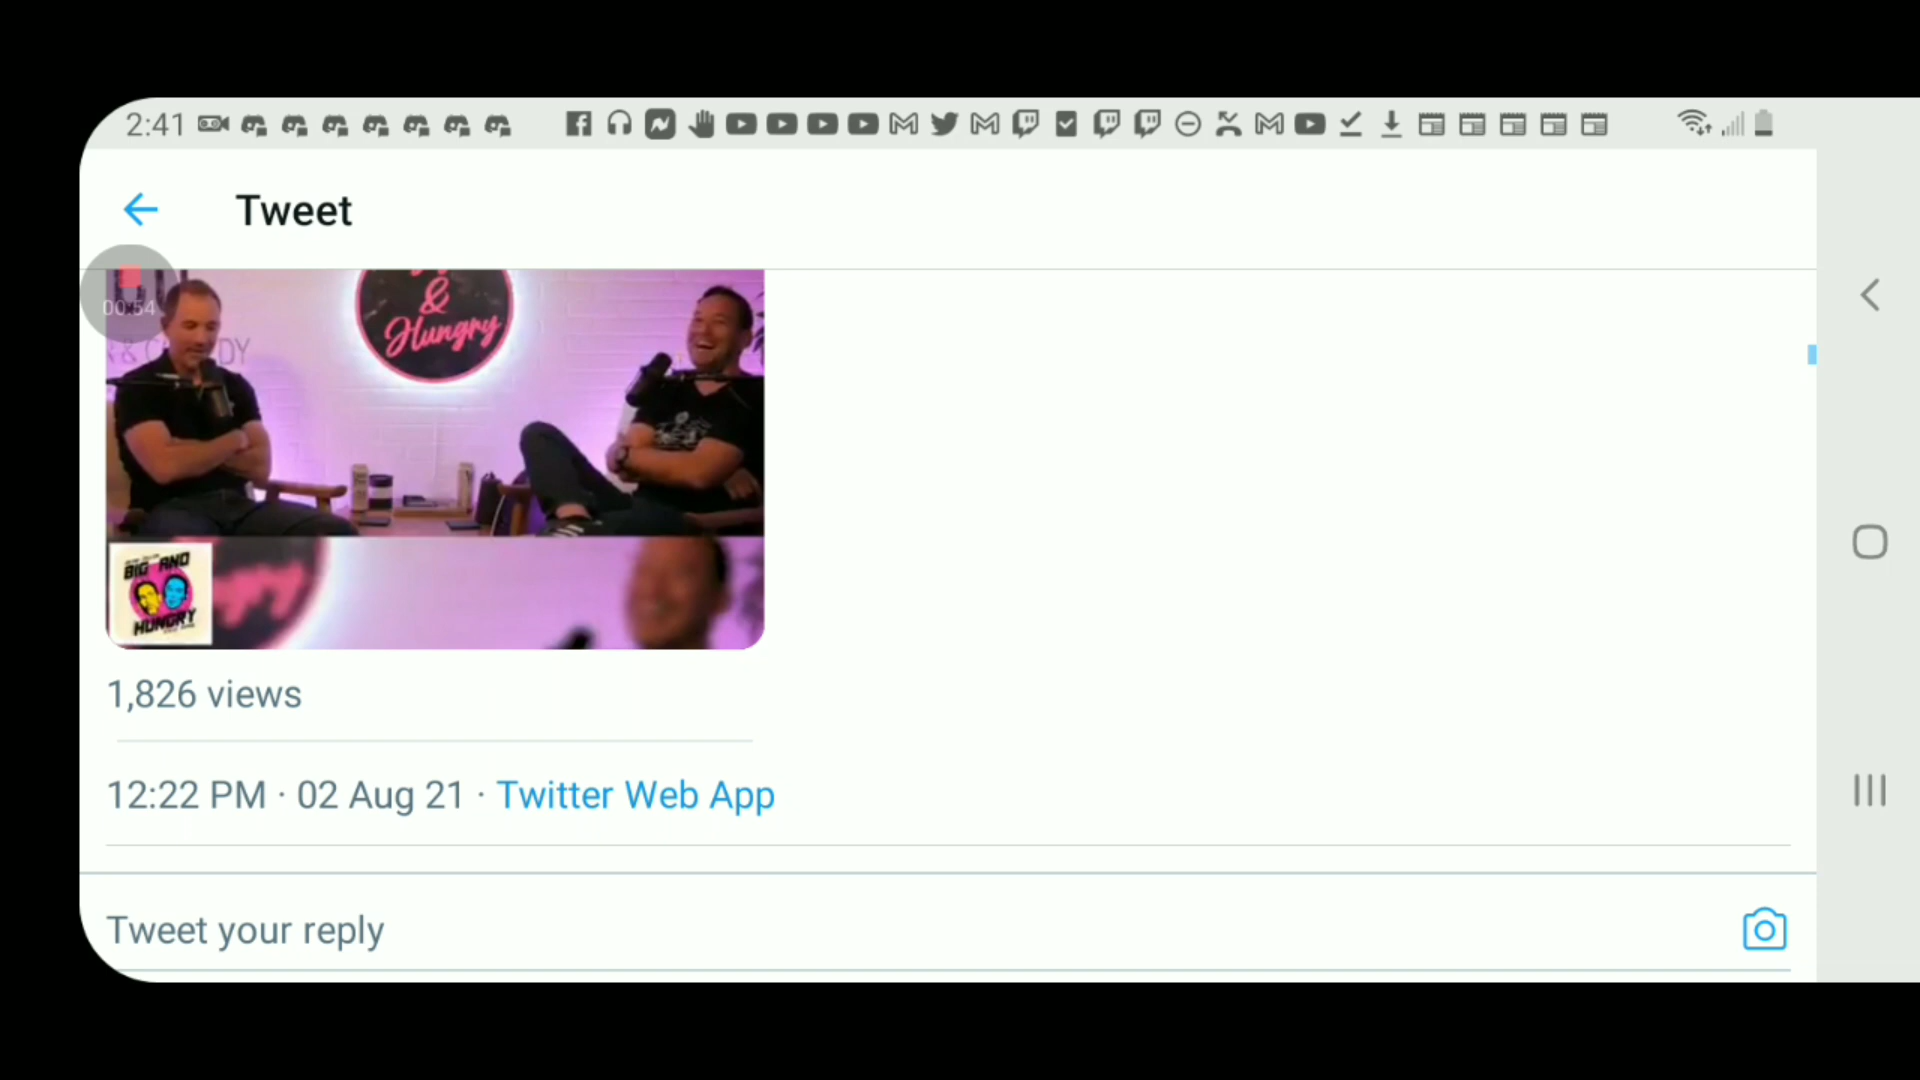 2:41
Tweet
00:54
&
Hungry
DY
BIG AND
HUNGRY
1,826 views
12:22 PM · 02 Aug 21 · Twitter Web App
Tweet your reply